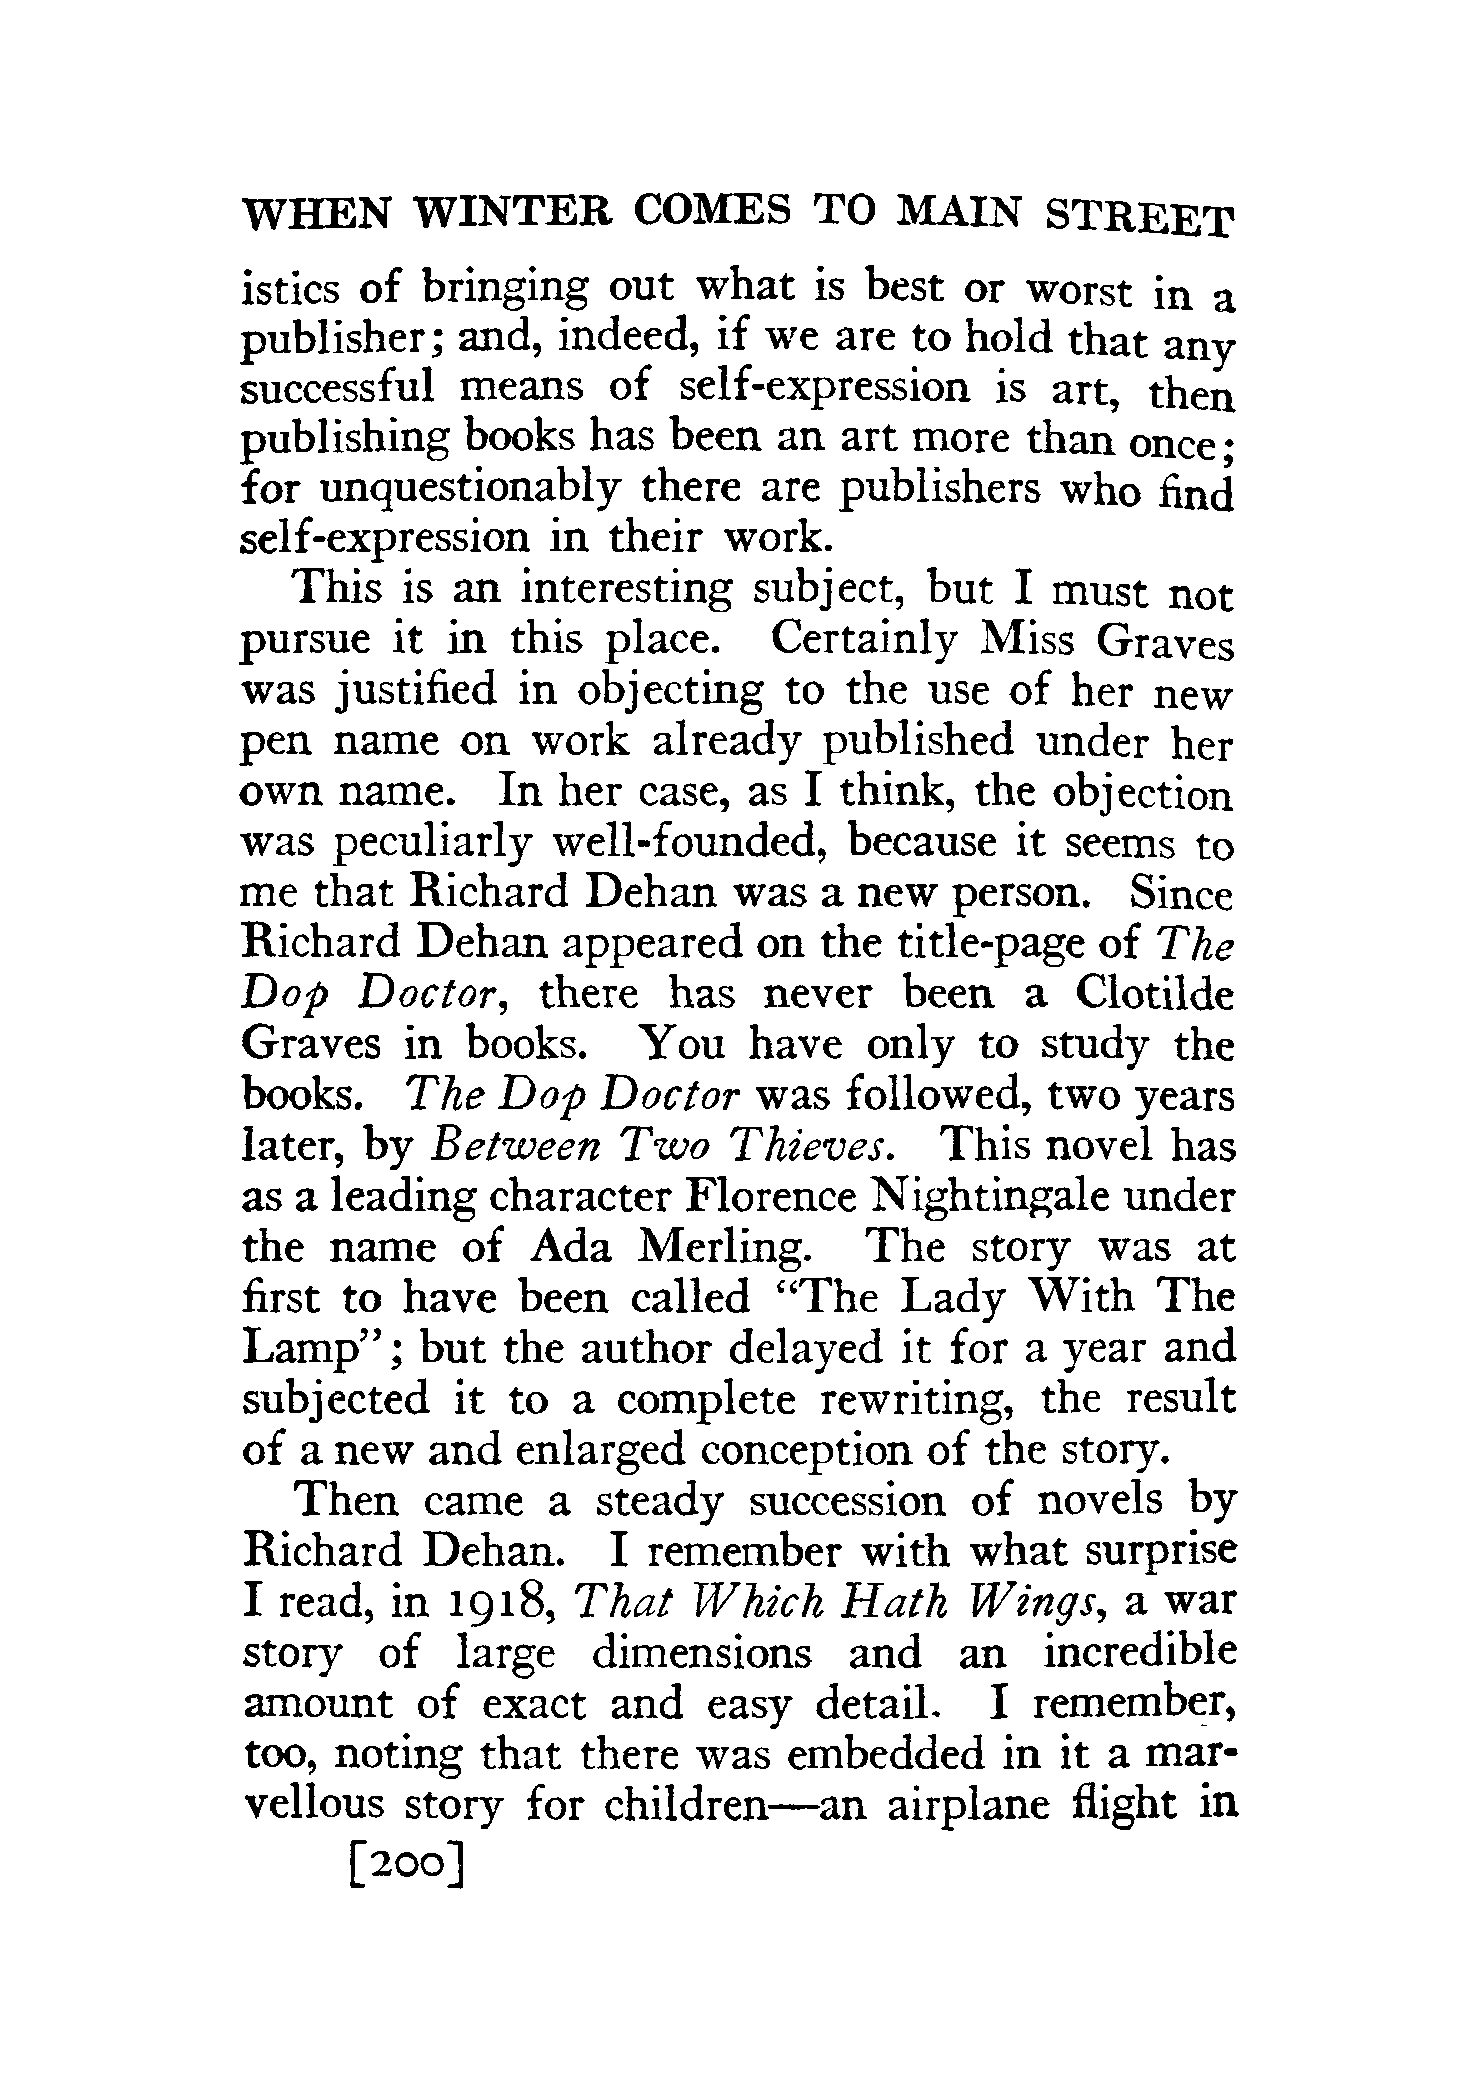 WHEN WINTER COMES TO MAIN STREET
istics of bringing out what is best or worst in a
publisher; and, indeed, if we are to hold that any
successful means of self-expression is art, then
publishing books has been an art more than once;
for unquestionably there are publishers who find
self-expression in their work.
This is an interesting subject, but I must not
pursue it in this place. Certainly Miss Graves
was justified in objecting to the use of her new
pen name on work already published under her
own name. In her case, as I think, the objection
was peculiarly well-founded, because it seems to
me that Richard Dehan was a new person. Since
Richard Dehan appeared on the title-page of The
Dop Doctor, there has never been a Clotilde
Graves in books. You have only to study the
books. The Dop Doctor was followed, two years
later, by Between Two Thieves. This novel has
as a leading character Florence Nightingale under
the name of Ada Merling. The story was at
first to have been called "The Lady With The
Lamp"; but the author delayed it for a year and
subjected it to a complete rewriting, the result
of a new and enlarged conception of the story.
Then came a steady succession of novels by
Richard Dehan. I remember with what surprise
I read, in 1918, That Which Hath Wings, a war
story of large dimensions and an incredible
amount of exact and easy detail. I remember,
too, noting that there was embedded in it a mar-
vellous story for children—an airplane flight in
[200]